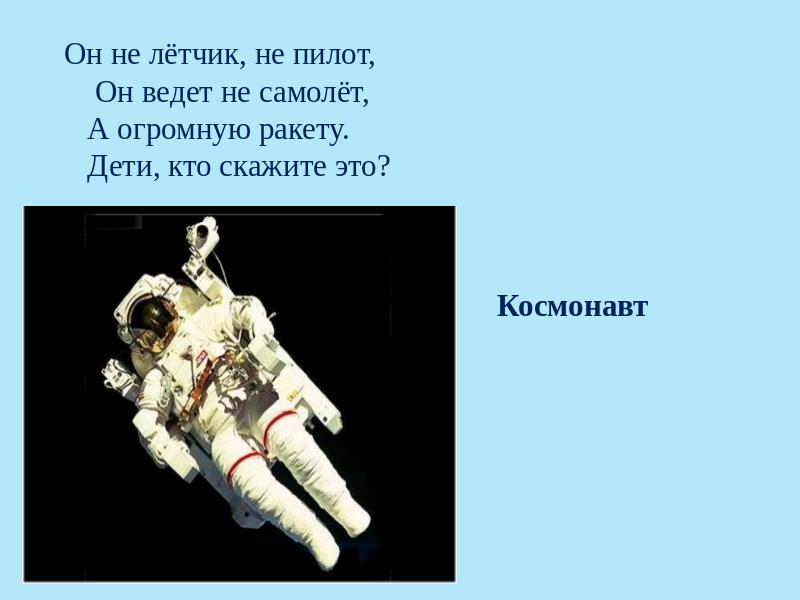 Он не лётчик, не пилот,
Он ведет не самолёт,
А огромную ракету.
Дети, кто скажите это?
Космонавт